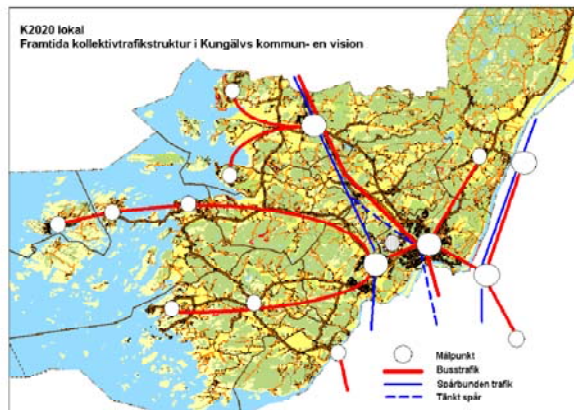 K2020 lokal
Framtida kollektivtrafikstruktur i Kungälvs kommun- en vision
Målpunkt
Busstrafik
Spårbunden trafik
Tänkt spår